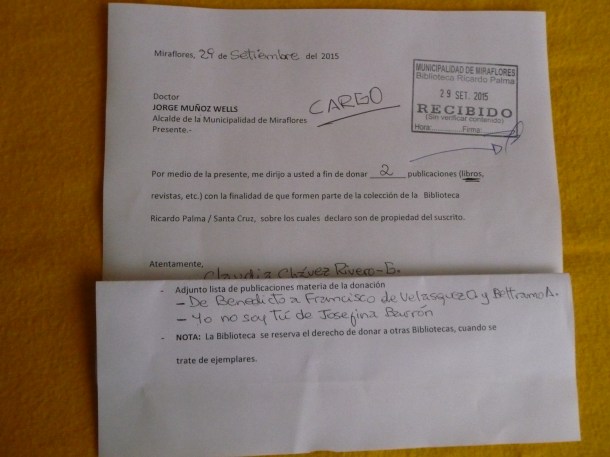 Miraflores, 29 de Setiembre del 2015
MUNICIPALIDAD DE MIRAFLORES
Biblioteca Ricardo Palma
29 SET. 2015
RECIBIDO
(Sin verificar contenido)
Hora: Firma:
Doctor
JORGE MUÑOZ WELLS
Alcalde de la Municipalidad de Miraflores
Presente.-
CARGO
Por medio de la presente, me dirijo a usted a fin de donar 2 publicaciones (libros,
revistas, etc.) con la finalidad de que formen parte de la colección de la Biblioteca
Ricardo Palma / Santa Cruz, sobre los cuales declaro son de propiedad del suscrito.
Atentamente,
Claudia Chávez Rivero-G.
- Adjunto lista de publicaciones materia de la donación
- De Benedicto a Francisco de Velasquez O y Beltramo A.
- Yo no soy Tú de Josefina Barrón
- NOTA: La Biblioteca se reserva el derecho de donar a otras Bibliotecas, cuando se
trate de ejemplares.